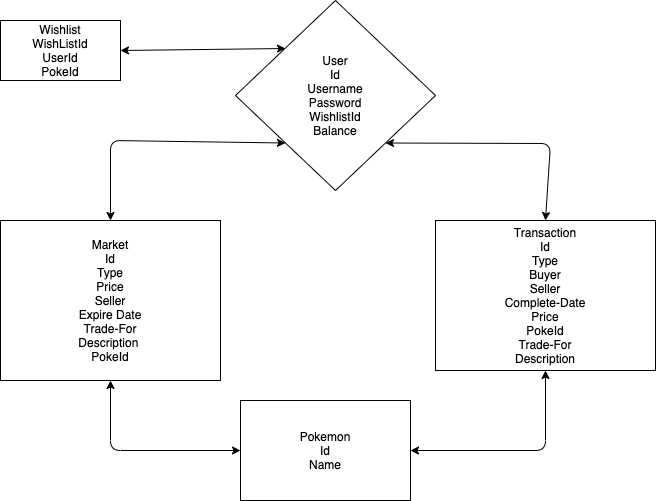 Wishlist
WishListId
UserId
PokeId
User
Id
Username
Password
WishlistId
Balance
Market
Id
Type
Price
Seller
Expire Date
Trade-For
Description
PokeId
Transaction
Id
Type
Buyer
Seller
Complete-Date
Price
PokeId
Trade-For
Description
Pokemon
Id
Name